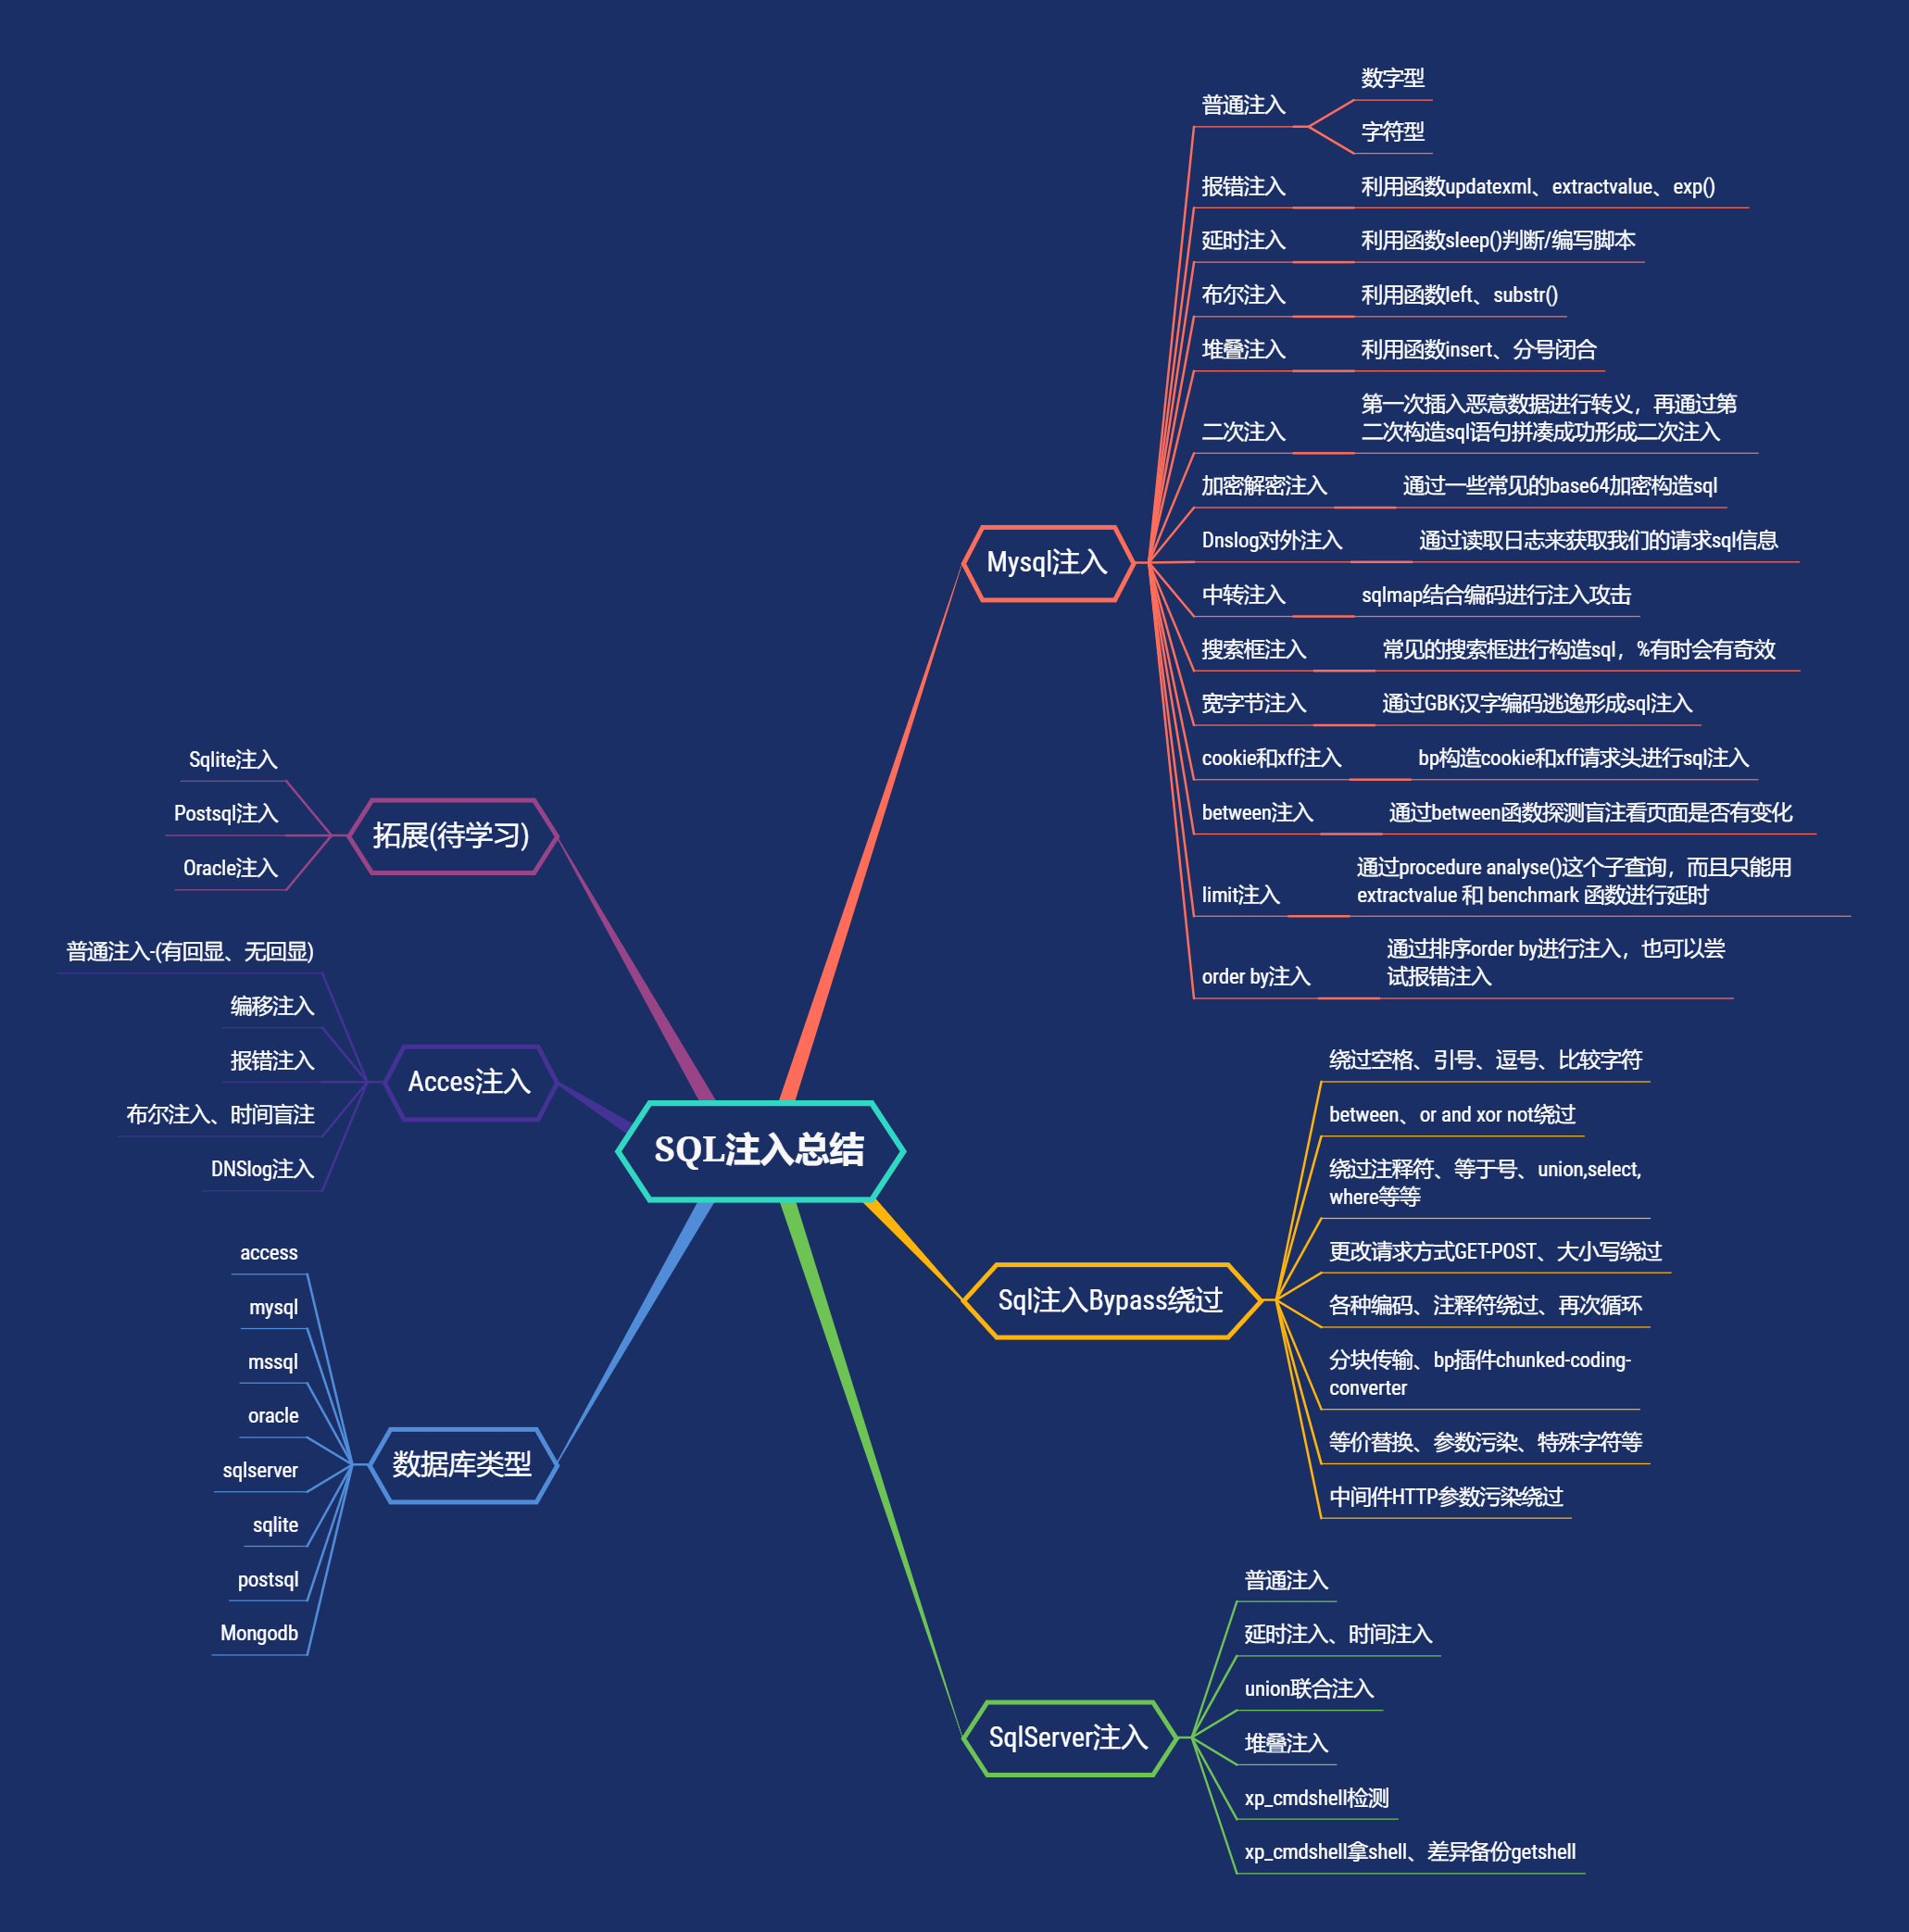 SQL注入总结
Mysql注入
普通注入
数字型
字符型
报错注入
利用函数updatexml、extractvalue、exp()
延时注入
利用函数sleep()判断/编写脚本
布尔注入
利用函数left、substr()
堆叠注入
利用函数insert、分号闭合
二次注入
第一次插入恶意数据进行转义，再通过第
二次构造sql语句拼凑成功形成二次注入
加密解密注入
通过一些常见的base64加密构造sql
Dnslog对外注入
通过读取日志来获取我们的请求sql信息
中转注入
sqlmap结合编码进行注入攻击
搜索框注入
常见的搜索框进行构造sql，%有时会有奇效
宽字节注入
通过GBK汉字编码逃逸形成sql注入
cookie和xff注入
bp构造cookie和xff请求头进行sql注入
between注入
通过between函数探测盲注看页面是否有变化
limit注入
通过procedure analyse()这个子查询，而且只能用
extractvalue 和 benchmark 函数进行延时
order by注入
通过排序order by进行注入，也可以尝
试报错注入
Sql注入Bypass绕过
绕过空格、引号、逗号、比较字符
between、or and xor not绕过
绕过注释符、等于号、union,select,
where等等
更改请求方式GET-POST、大小写绕过
各种编码、注释符绕过、再次循环
分块传输、bp插件chunked-coding-
converter
等价替换、参数污染、特殊字符等
中间件HTTP参数污染绕过
SqlServer注入
普通注入
延时注入、时间注入
union联合注入
堆叠注入
xp_cmdshell检测
xp_cmdshell拿shell、差异备份getshell
拓展(待学习)
Sqlite注入
Postsql注入
Oracle注入
Acces注入
普通注入-(有回显、无回显)
编移注入
报错注入
布尔注入、时间盲注
DNSlog注入
数据库类型
access
mysql
mssql
oracle
sqlserver
sqlite
postsql
Mongodb